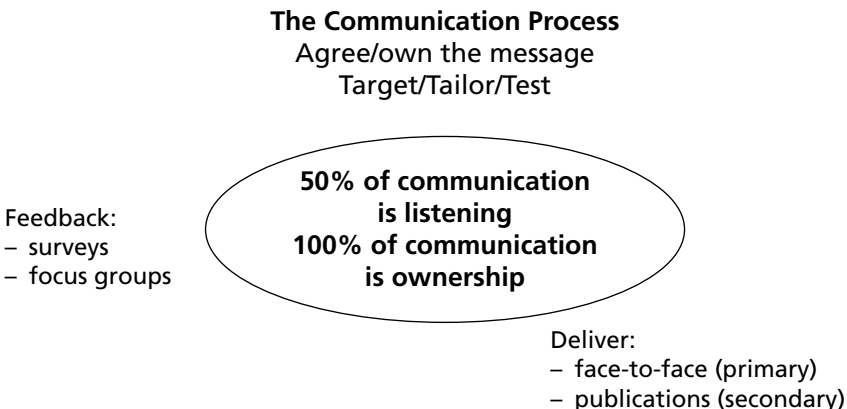 The Communication Process
Agree/own the message
Target/Tailor/Test
50% of communication
is listening
100% of communication
is ownership
Feedback:
– surveys
– focus groups
Deliver:
– face-to-face (primary)
– publications (secondary)